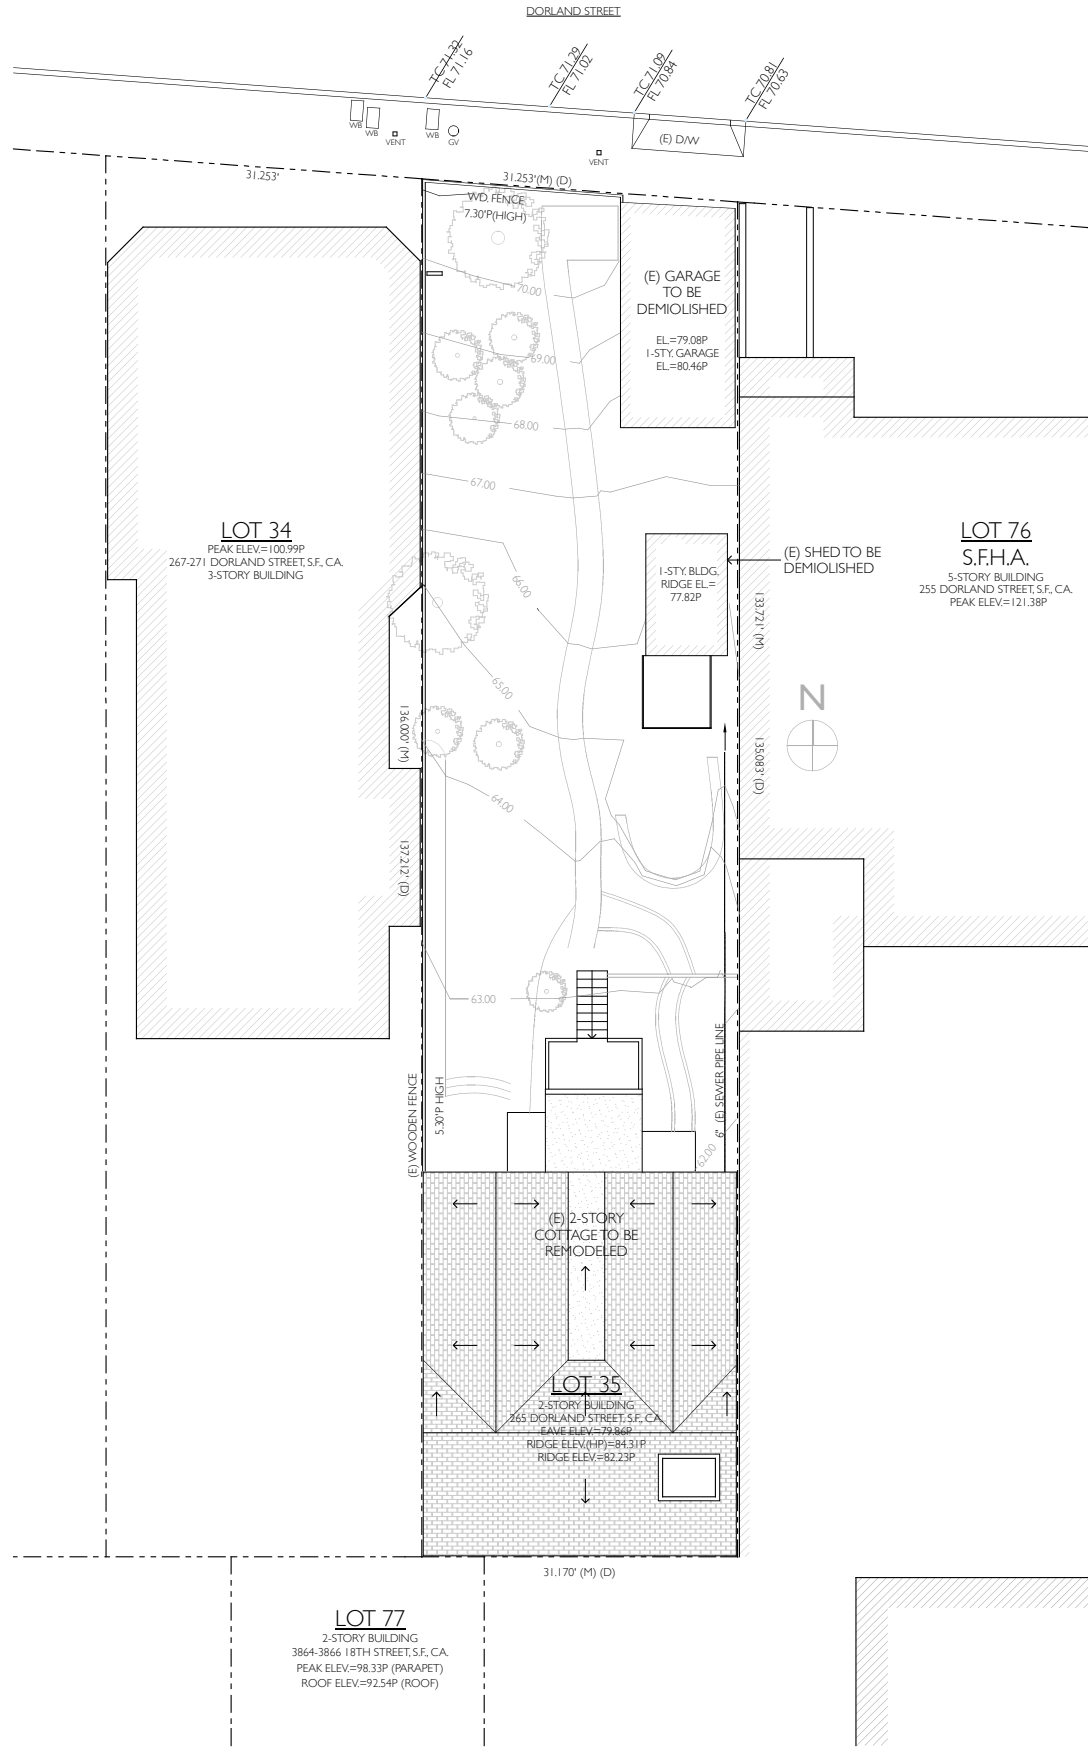 DORLAND STREET
TC 71.32
FL 71.16
TC 71.29
FL 71.02
TC 71.09
FL 70.84
TC 70.81
FL 70.63
WB
WB
VENT
WB
GV
VENT
(E) D/W
31.253'
31.253'(M) (D)
WD. FENCE
7.30'P(HIGH)
70.00
69.00
68.00
67.00
66.00
65.00
64.00
63.00
62.00
(E) GARAGE
TO BE
DEMIOLISHED
EL.=79.08P
1-STY. GARAGE
EL.=80.46P
LOT 34
PEAK ELEV.=100.99P
267-271 DORLAND STREET, S.F., CA.
3-STORY BUILDING
1-STY. BLDG.
RIDGE EL.=
77.82P
(E) SHED TO BE
DEMIOLISHED
LOT 76
S.F.H.A.
5-STORY BUILDING
255 DORLAND STREET, S.F., CA.
PEAK ELEV.=121.38P
133.721' (M)
135.083' (D)
N
136.000' (M)
137.212' (D)
(E) WOODEN FENCE
5.30'P HIGH
6" (E) SEWER PIPE LINE
(E) 2-STORY
COTTAGE TO BE
REMODELED
LOT 35
2-STORY BUILDING
265 DORLAND STREET, S.F., CA.
EAVE ELEV.=79.86P
RIDGE ELEV.(HP)=84.31P
RIDGE ELEV.=82.23P
31.170' (M) (D)
LOT 77
2-STORY BUILDING
3864-3866 18TH STREET, S.F., CA.
PEAK ELEV.=98.33P (PARAPET)
ROOF ELEV.=92.54P (ROOF)